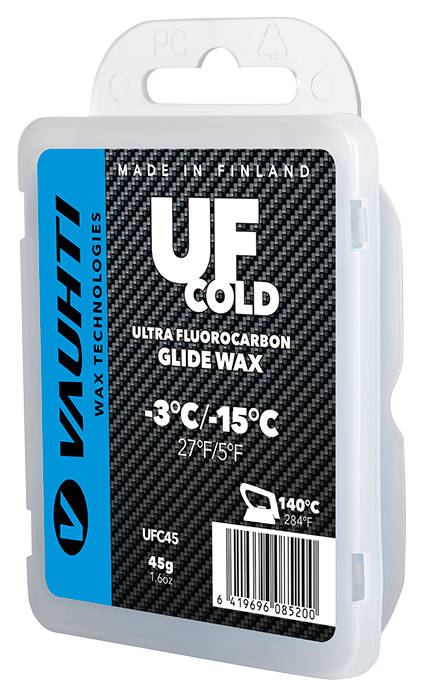 PC
MADE IN FINLAND
VAUHTI
WAX TECHNOLOGIES
UF
COLD
ULTRA FLUOROCARBON
GLIDE WAX
-3°C/-15°C
27°F/5°F
140°C
284°F
UFC45
45g
1.6oz
6 419696 085200